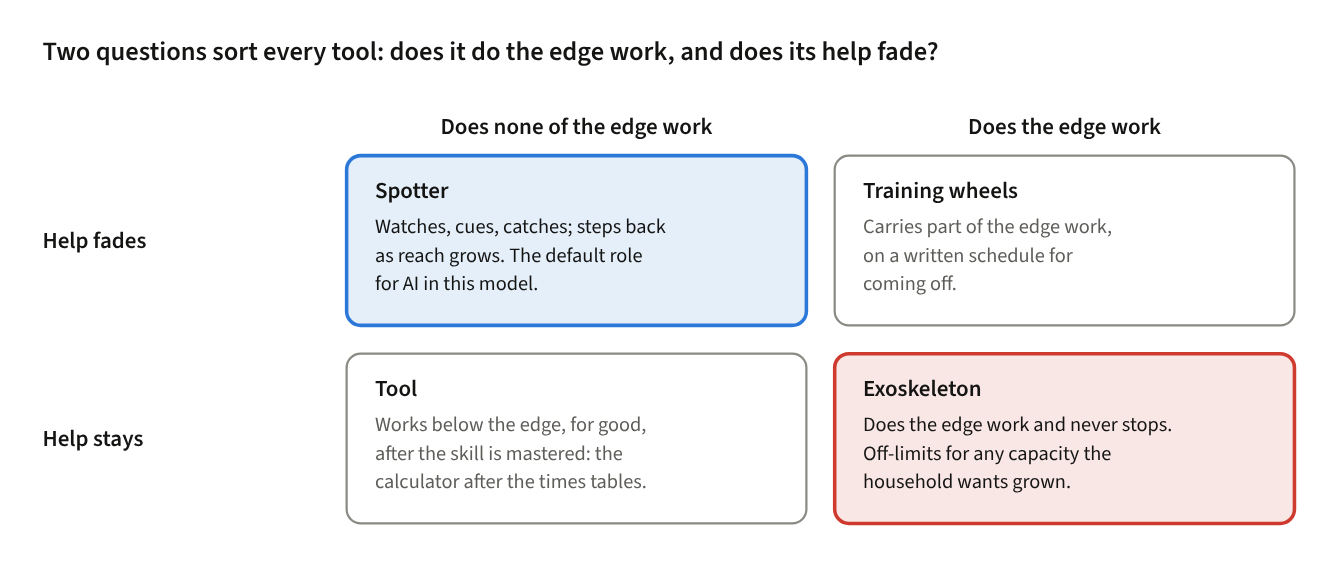 Two questions sort every tool: does it do the edge work, and does its help fade?
Does none of the edge work
Does the edge work
Help fades
Spotter
Watches, cues, catches; steps back
as reach grows. The default role
for AI in this model.
Training wheels
Carries part of the edge work,
on a written schedule for
coming off.
Help stays
Tool
Works below the edge, for good,
after the skill is mastered: the
calculator after the times tables.
Exoskeleton
Does the edge work and never stops.
Off-limits for any capacity the
household wants grown.